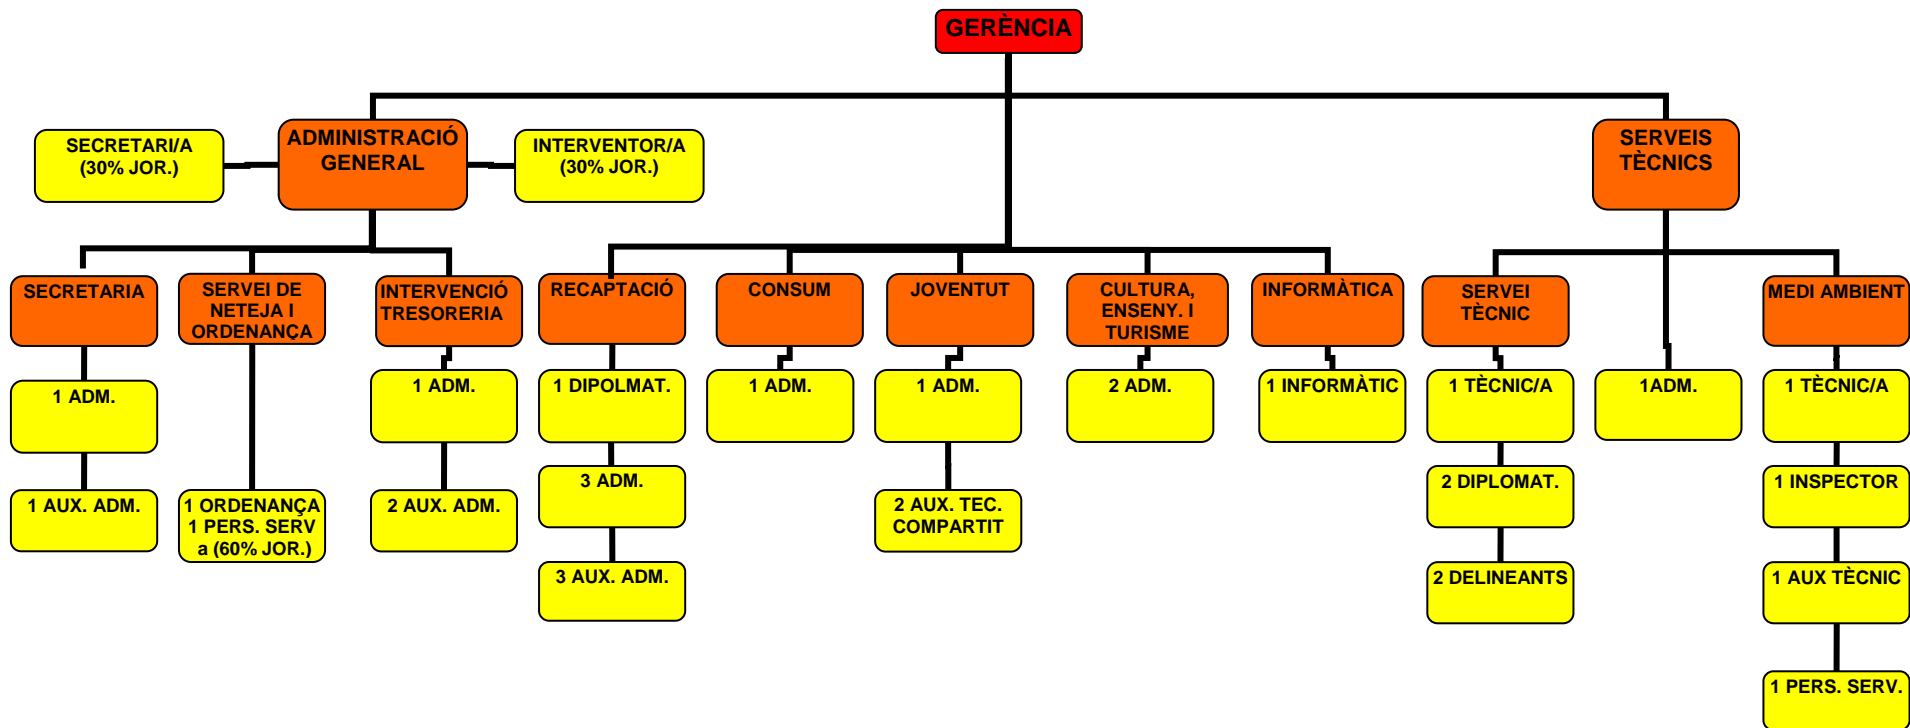 GERÈNCIA
SECRETARI/A
(30% JOR.)
ADMINISTRACIÓ
GENERAL
INTERVENTOR/A
(30% JOR.)
SERVEIS
TÈCNICS
SECRETARIA
SERVEI DE
NETEJA I
ORDENANÇA
INTERVENCIÓ
TRESORERIA
RECAPTACIÓ
CONSUM
JOVENTUT
CULTURA,
ENSENY. I
TURISME
INFORMÀTICA
SERVEI
TÈCNIC
MEDI AMBIENT
1 ADM.
1 ADM.
1 DIPOLMAT.
1 ADM.
1 ADM.
2 ADM.
1 INFORMÀTIC
1 TÈCNIC/A
1ADM.
1 TÈCNIC/A
3 ADM.
2 DIPLOMAT.
1 INSPECTOR
1 AUX. ADM.
1 ORDENANÇA
1 PERS. SERV
a (60% JOR.)
2 AUX. ADM.
2 AUX. TEC.
COMPARTIT
3 AUX. ADM.
2 DELINEANTS
1 AUX TÈCNIC
1 PERS. SERV.